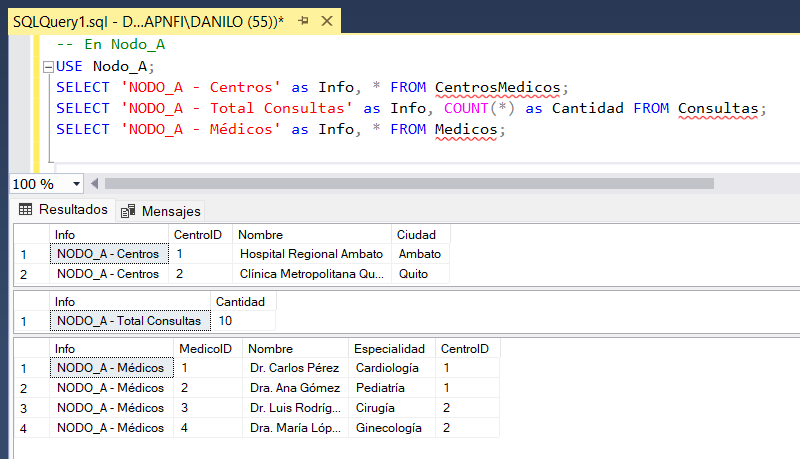 SQLQuery1.sql - D...APNFI\DANILO (55))*
-- En Nodo_A
USE Nodo_A;
SELECT 'NODO_A - Centros' as Info, * FROM CentrosMedicos;
SELECT 'NODO_A - Total Consultas' as Info, COUNT(*) as Cantidad FROM Consultas;
SELECT 'NODO_A - Médicos' as Info, * FROM Medicos;
100 %
Resultados Mensajes
Info CentroID Nombre Ciudad
1 NODO_A - Centros 1 Hospital Regional Ambato Ambato
2 NODO_A - Centros 2 Clínica Metropolitana Qu... Quito
Info Cantidad
1 NODO_A - Total Consultas 10
Info MedicoID Nombre Especialidad CentroID
1 NODO_A - Médicos 1 Dr. Carlos Pérez Cardiología 1
2 NODO_A - Médicos 2 Dra. Ana Gómez Pediatría 1
3 NODO_A - Médicos 3 Dr. Luis Rodríg... Cirugía 2
4 NODO_A - Médicos 4 Dra. María Lóp... Ginecología 2